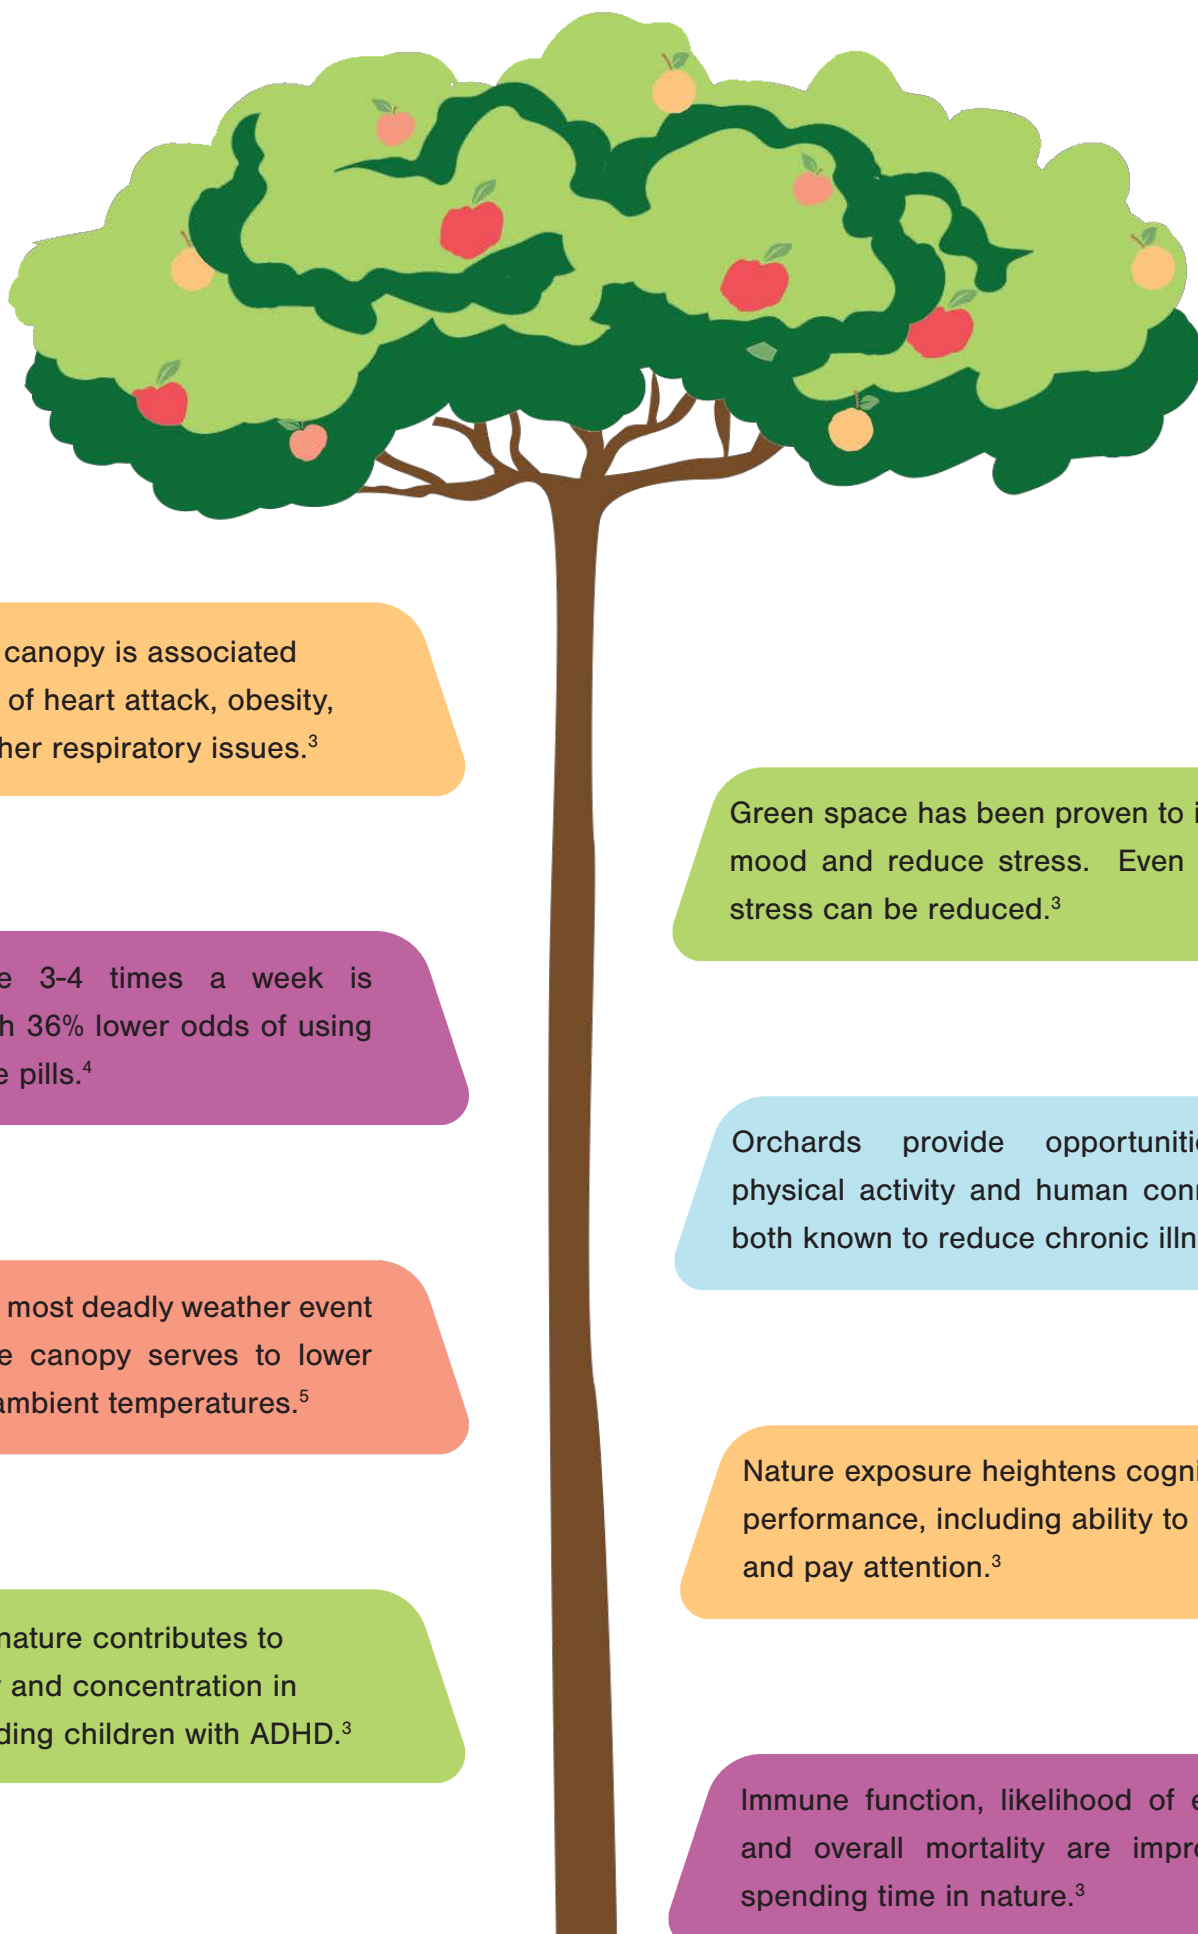 canopy is associated
of heart attack, obesity,
her respiratory issues.³
Green space has been proven to
mood and reduce stress. Even
stress can be reduced.³
3-4 times a week is
36% lower odds of using
pills.⁴
Orchards provide
physical activity and human
both known to reduce chronic
most deadly weather event
canopy serves to lower
ambient temperatures.⁵
Nature exposure heightens
performance, including ability to
and pay attention.³
nature contributes to
and concentration in
children with ADHD.³
Immune function, likelihood of
and overall mortality are
spending time in nature.³